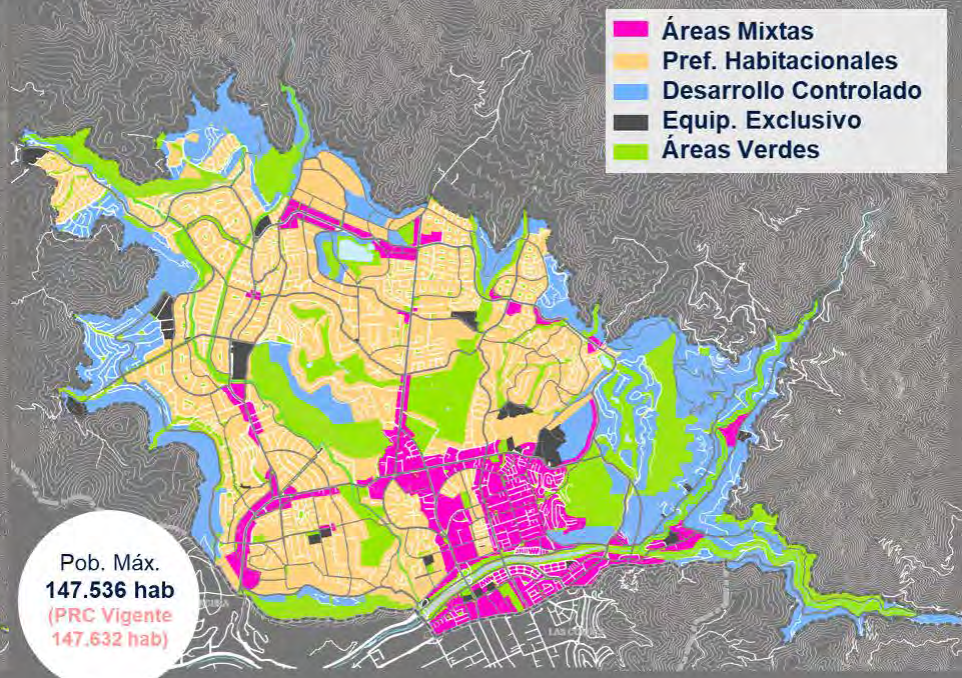 Áreas Mixtas
Pref. Habitacionales
Desarrollo Controlado
Equip. Exclusivo
Áreas Verdes
Pob. Máx.
147.536 hab
(PRC Vigente
147.632 hab)